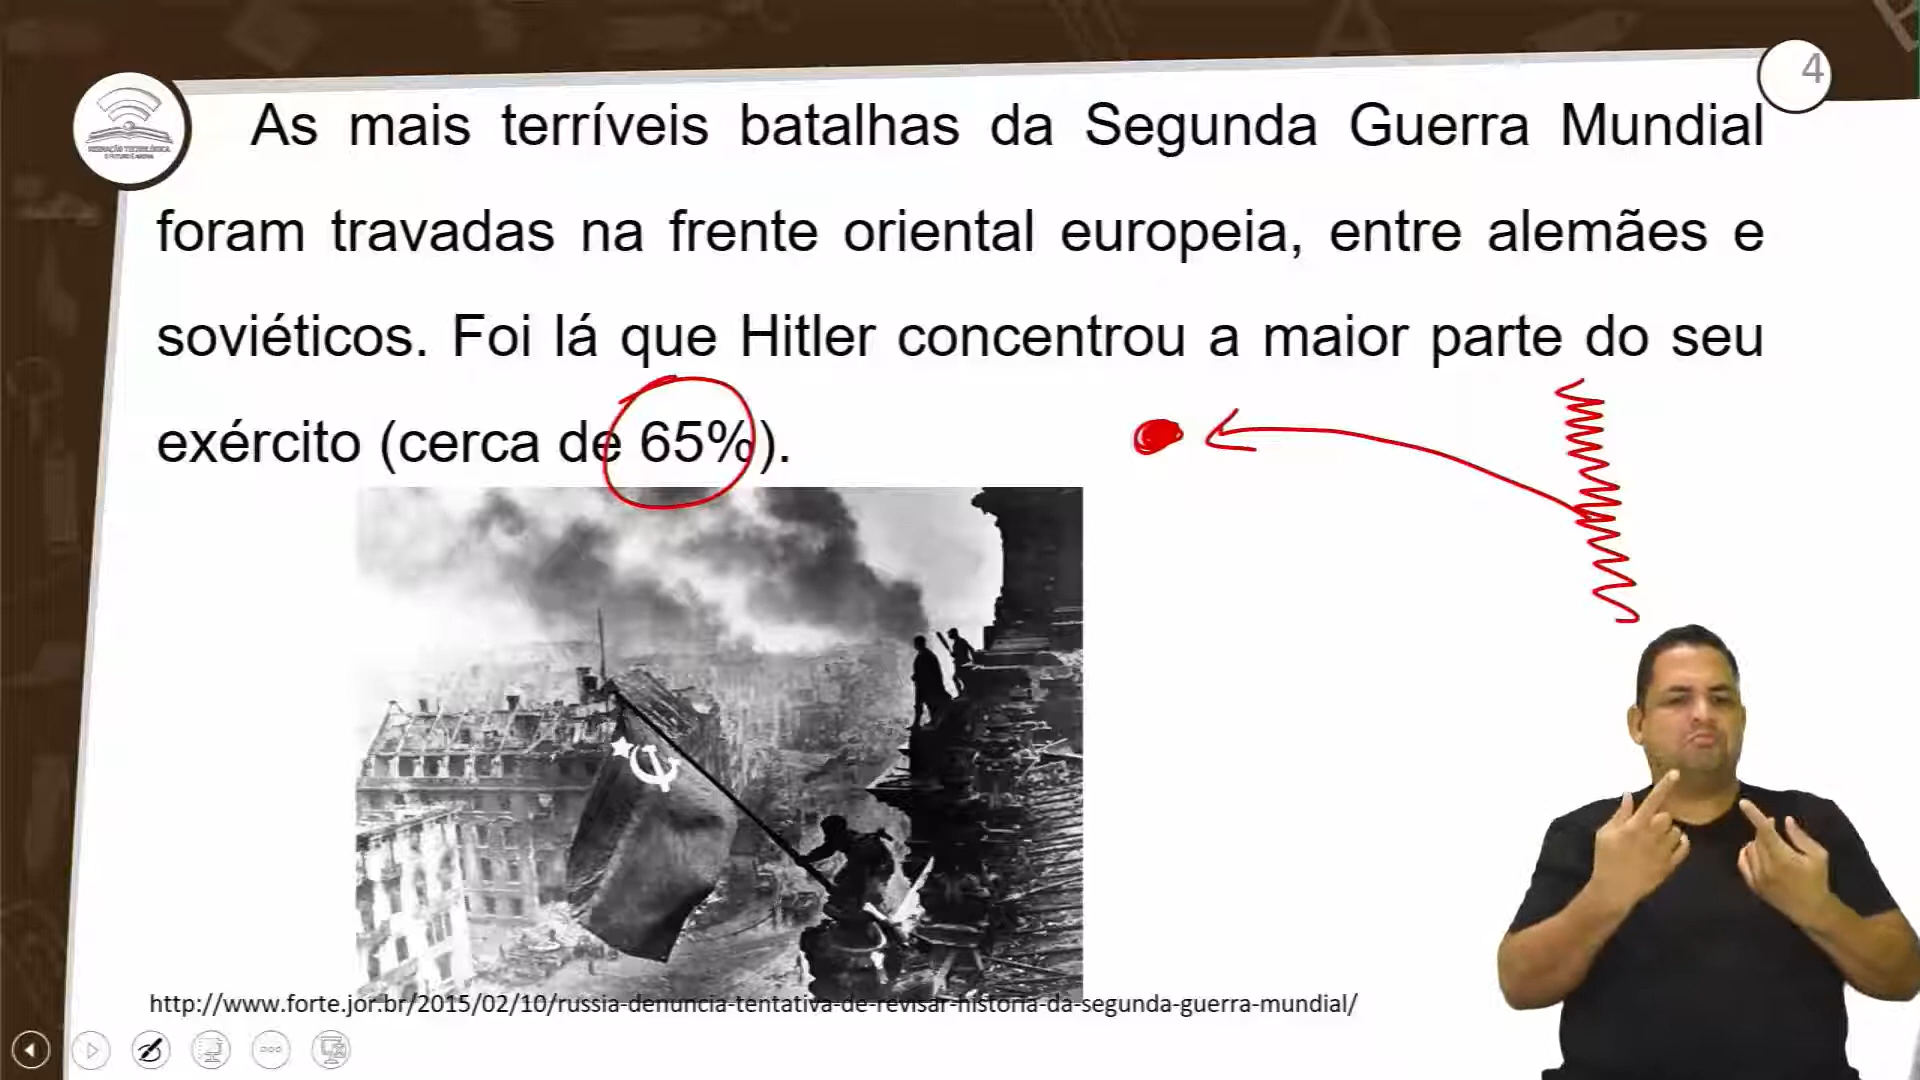 4
As mais terríveis batalhas da Segunda Guerra Mundial
foram travadas na frente oriental europeia, entre alemães e
soviéticos. Foi lá que Hitler concentrou a maior parte do seu
exército (cerca de 65%).
http://www.forte.jor.br/2015/02/10/russia-denuncia-tentativa-de-revisar-historia-da-segunda-guerra-mundial/